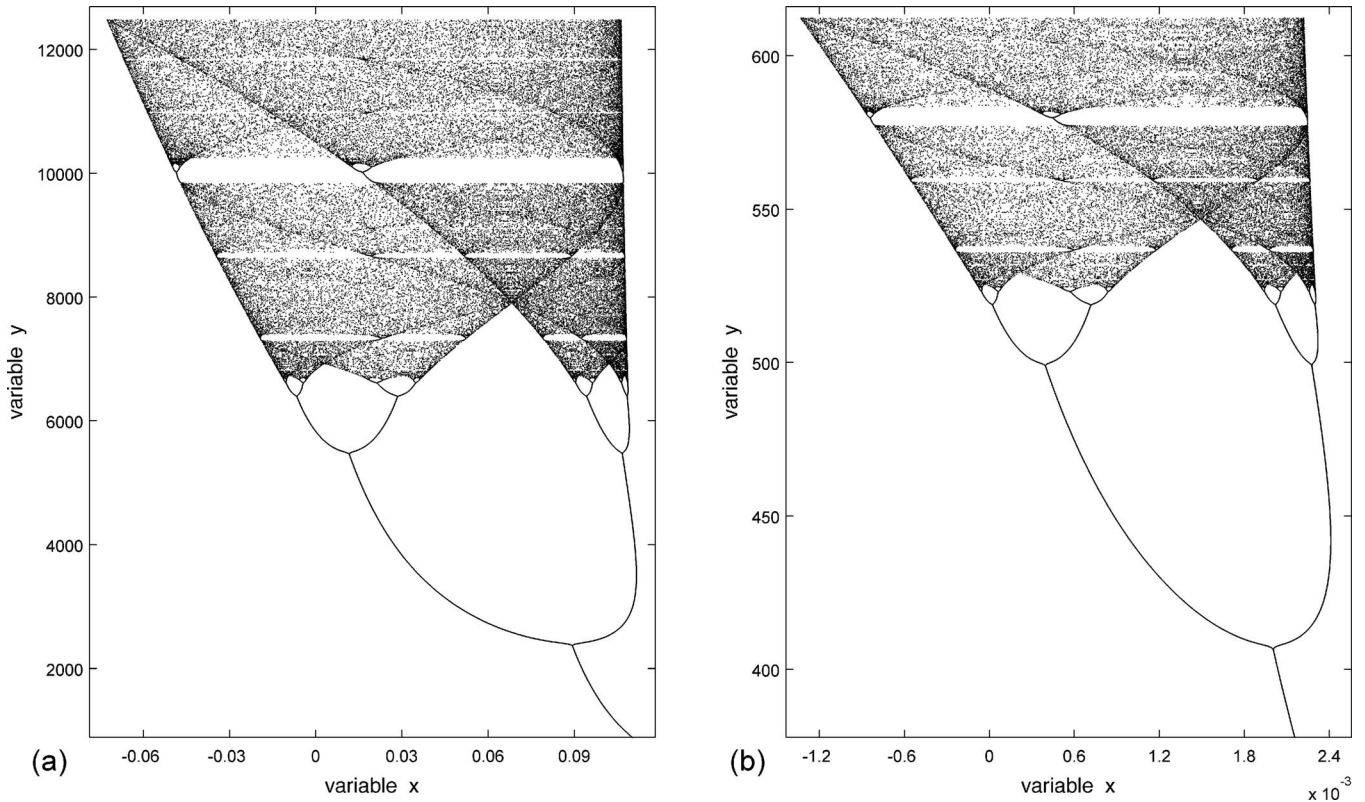 12000
10000
8000
6000
4000
2000
variable y
-0.06 -0.03 0 0.03 0.06 0.09
variable x
(a)
600
550
500
450
400
variable y
-1.2 -0.6 0 0.6 1.2 1.8 2.4
x 10^-3
variable x
(b)